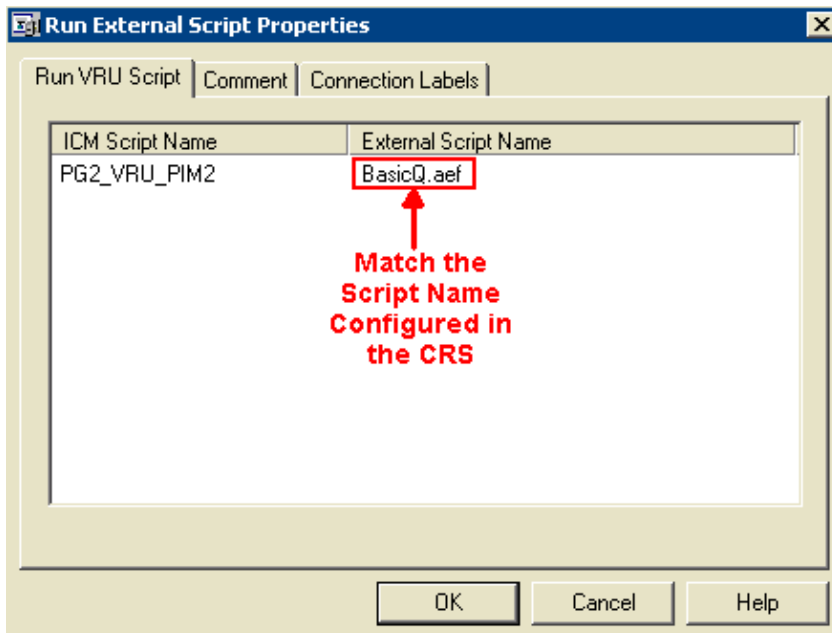 Run External Script Properties
Run VRU Script Comment Connection Labels
ICM Script Name External Script Name
PG2_VRU_PIM2 BasicQ.aef
Match the
Script Name
Configured in
the CRS
OK Cancel Help